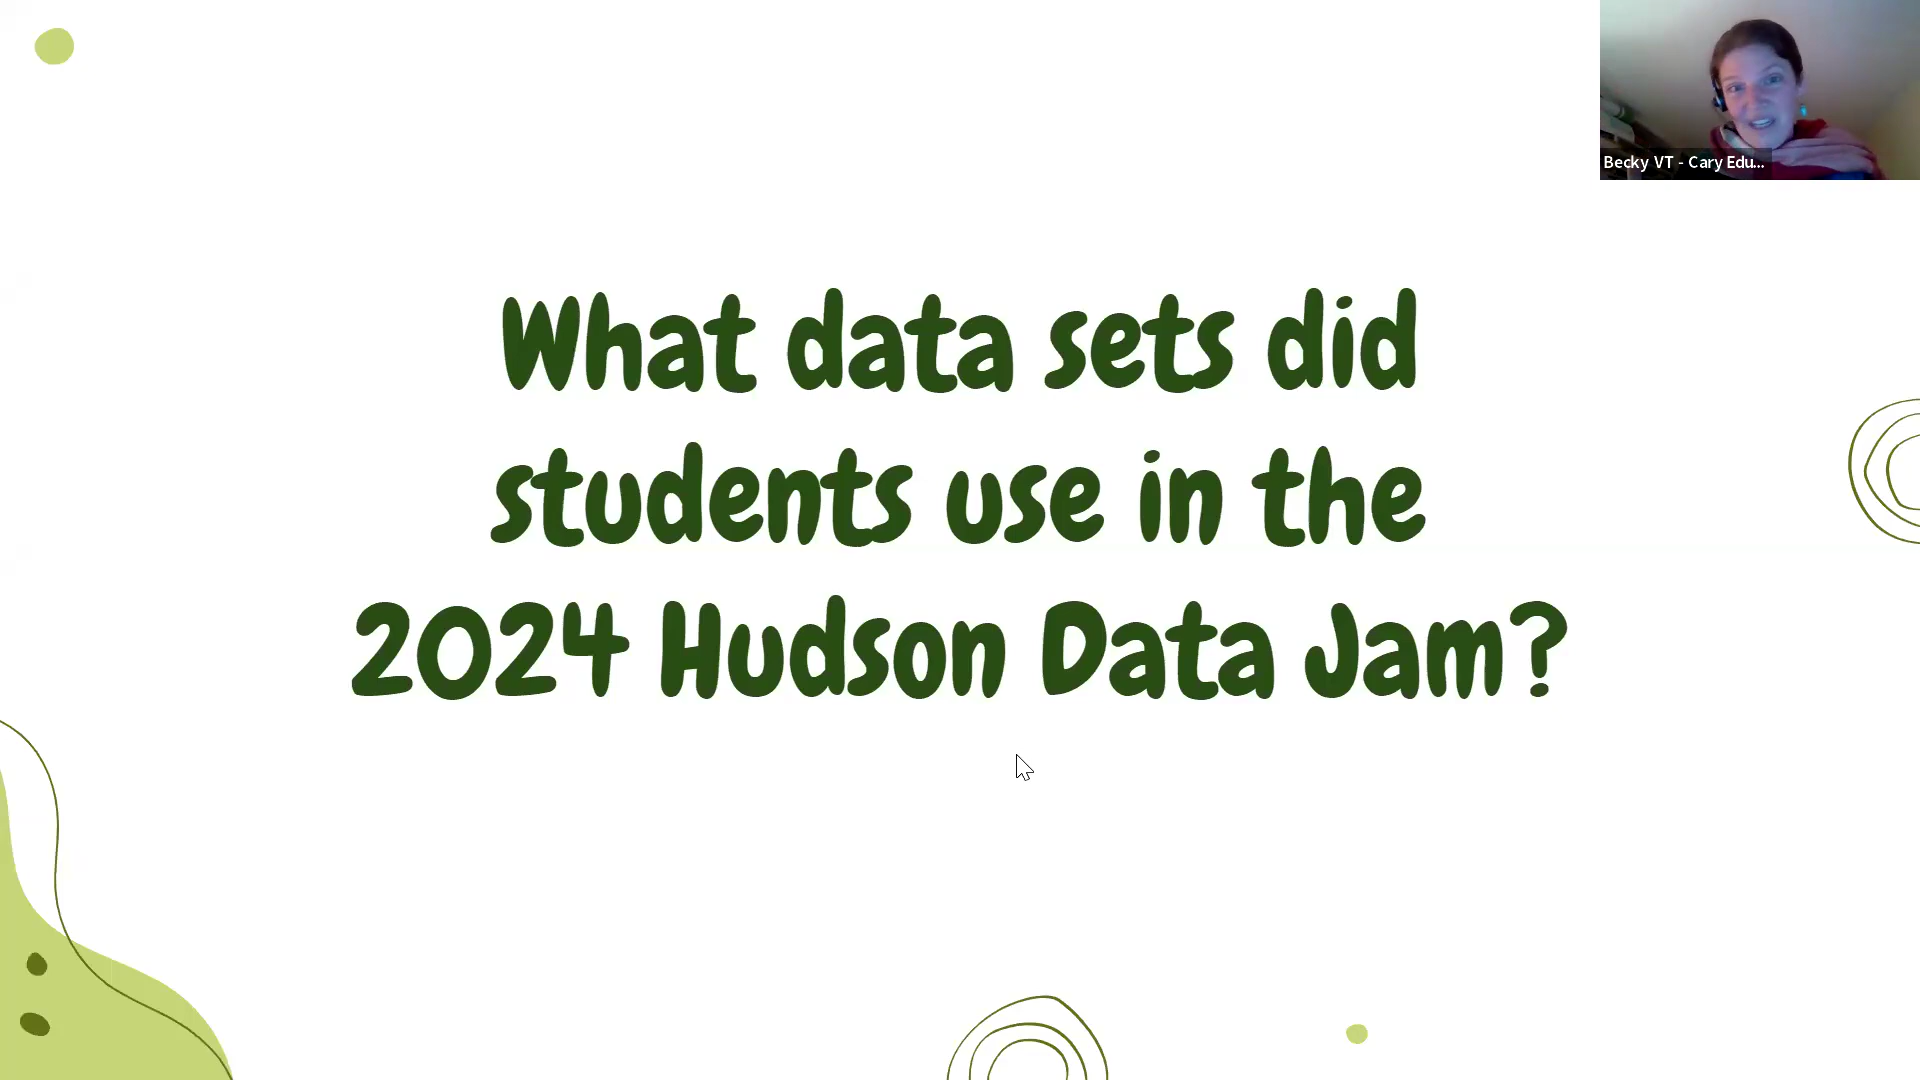 Becky VT - Cary Edu...
What data sets did
students use in the
2024 Hudson Data Jam?